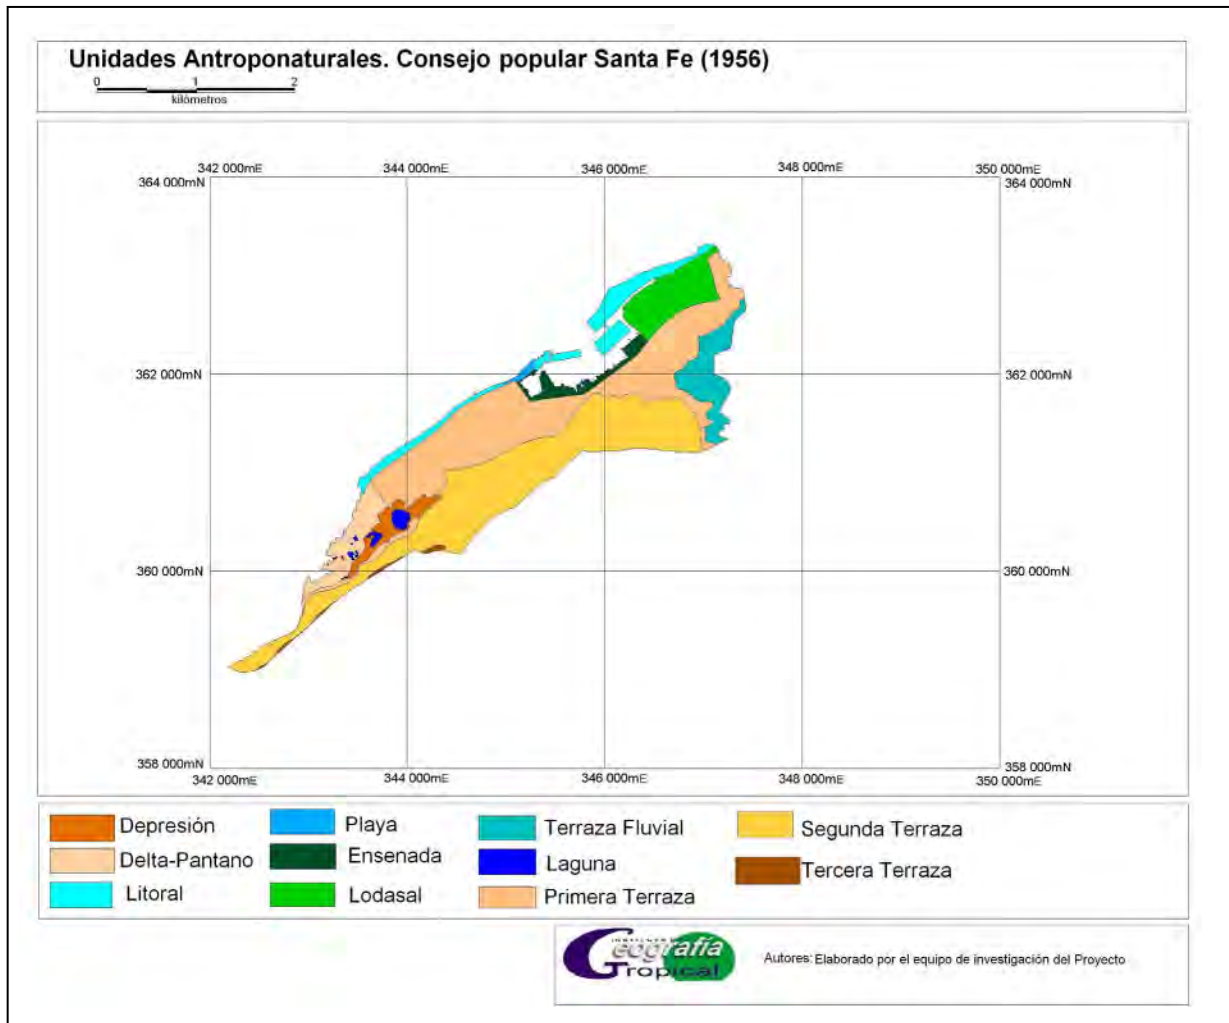 Unidades Antroponaturales. Consejo popular Santa Fe (1956)
0 1 2
kilómetros
342 000mE 344 000mE 346 000mE 348 000mE 350 000mE
364 000mN 364 000mN
362 000mN 362 000mN
360 000mN 360 000mN
358 000mN 358 000mN
342 000mE 344 000mE 346 000mE 348 000mE 350 000mE
Depresión Playa Terraza Fluvial Segunda Terraza
Delta-Pantano Ensenada Laguna Tercera Terraza
Litoral Lodasal Primera Terraza
Geografía
Tropical
Autores: Elaborado por el equipo de investigación del Proyecto